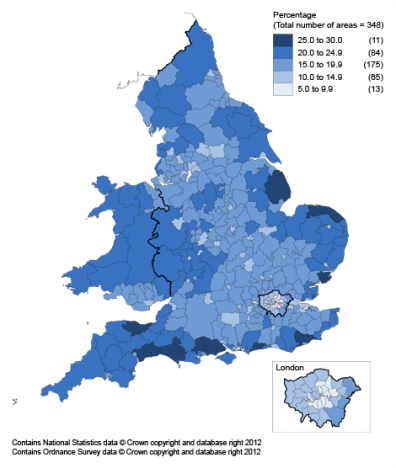 Percentage
(Total number of areas = 348)
25.0 to 30.0 (11)
20.0 to 24.9 (84)
15.0 to 19.9 (175)
10.0 to 14.9 (65)
5.0 to 9.9 (13)
London
Contains National Statistics data © Crown copyright and database right 2012
Contains Ordnance Survey data © Crown copyright and database right 2012